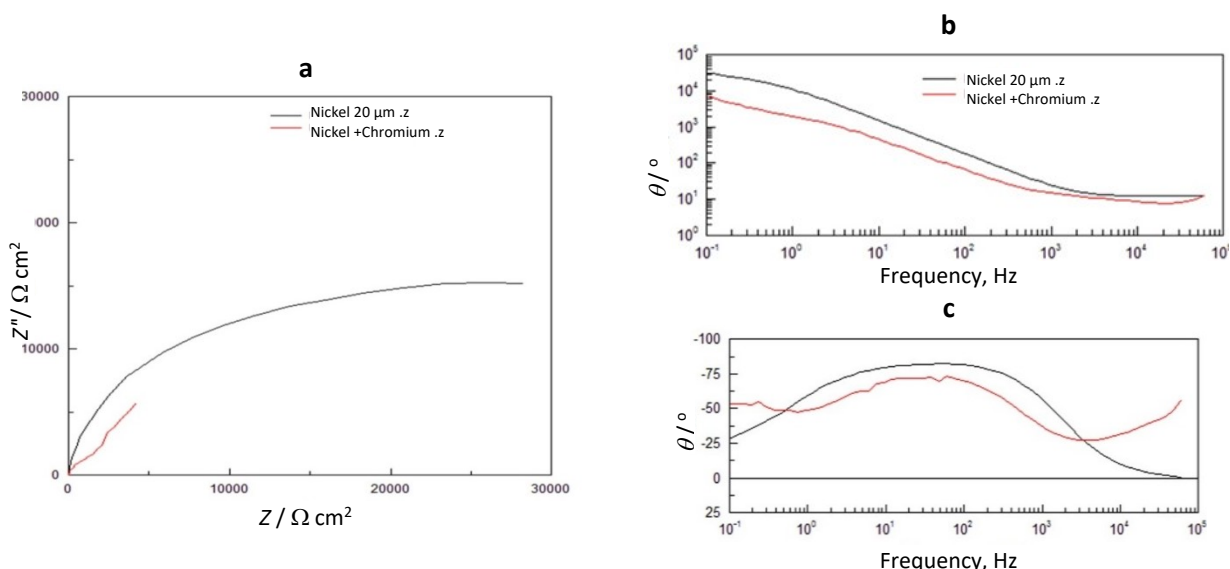 a
30000
000
10000
0
0
10000
20000
30000
Nickel 20 µm .z
Nickel +Chromium .z
Z"/ Ω cm²
Z / Ω cm²
b
10⁵
10⁴
10³
10²
10¹
10⁰
10⁻¹
10⁰
10¹
10²
10³
10⁴
10⁵
Nickel 20 µm .z
Nickel +Chromium .z
θ / °
Frequency, Hz
c
-100
-75
-50
-25
0
25
10⁻¹
10⁰
10¹
10²
10³
10⁴
10⁵
θ / °
Frequency, Hz